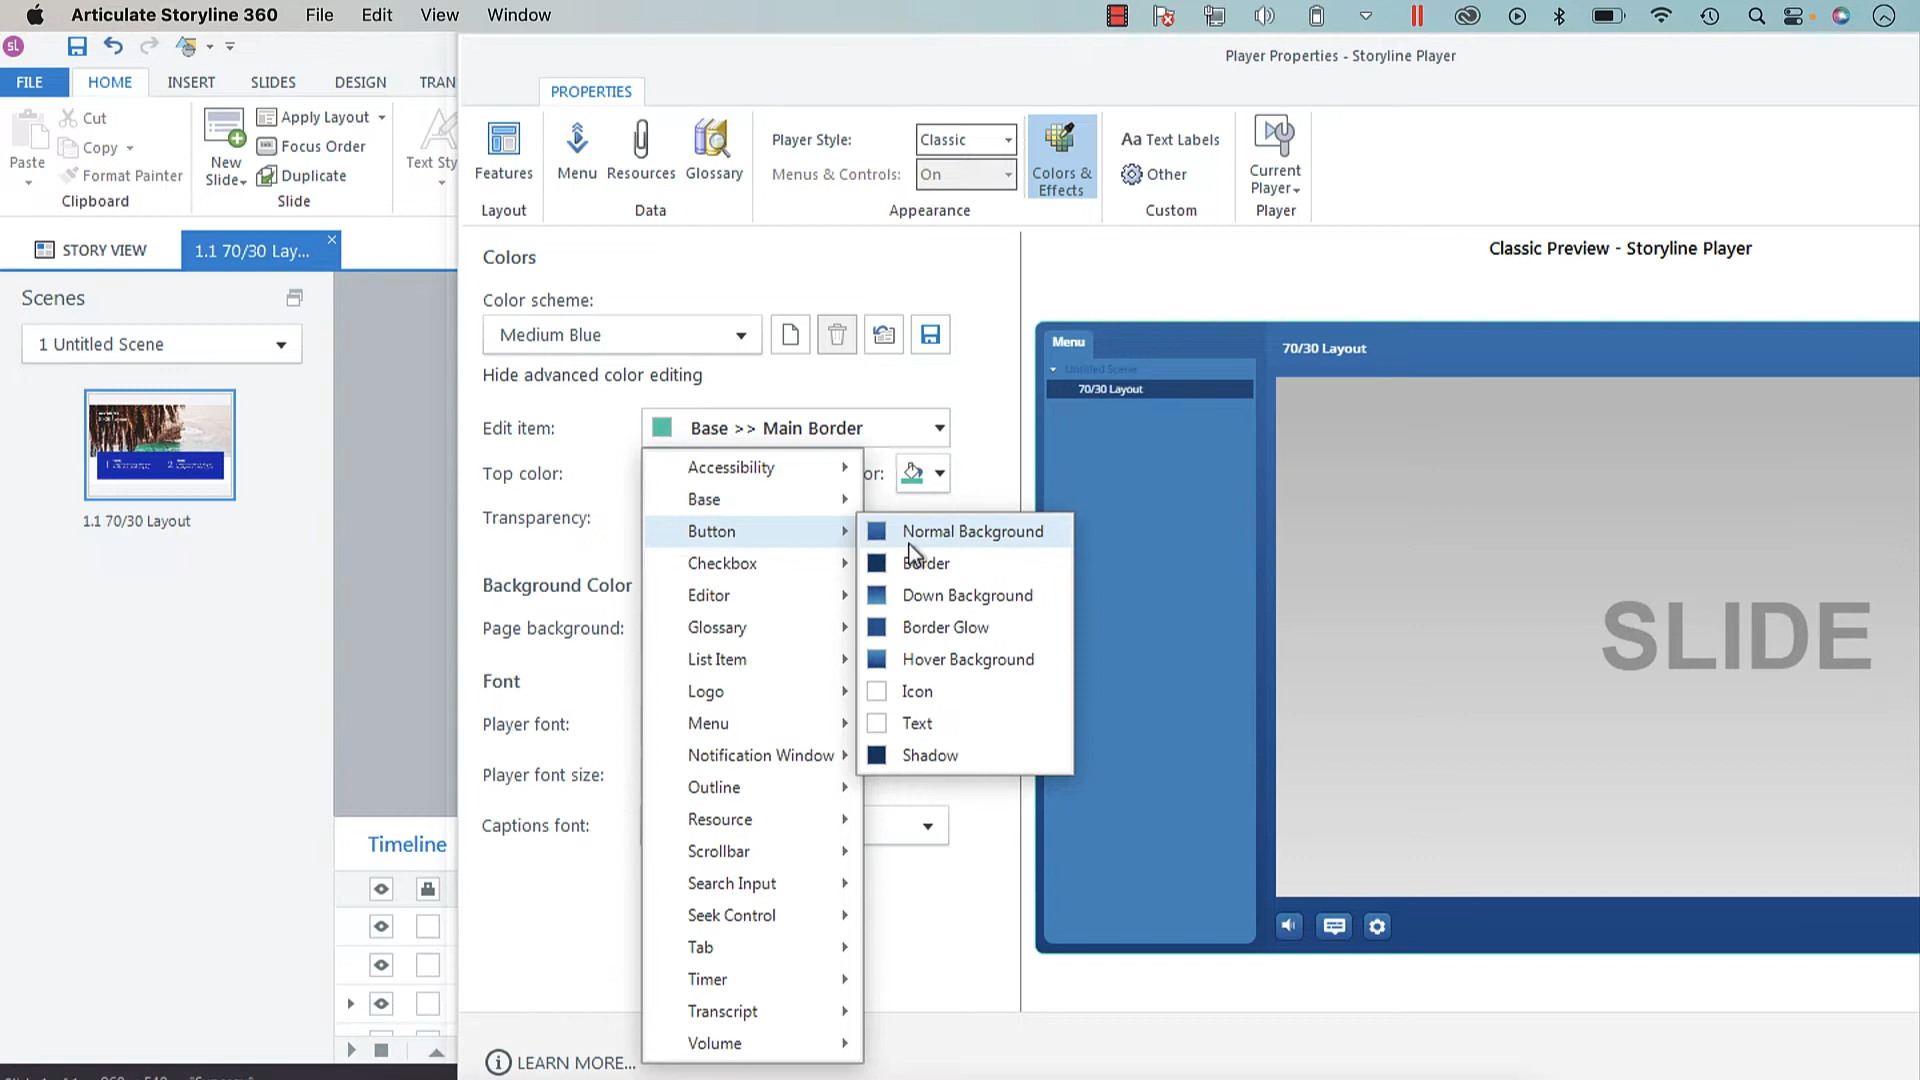 Articulate Storyline 360 File Edit View Window
sl
Player Properties - Storyline Player
FILE HOME INSERT SLIDES DESIGN TRAN
PROPERTIES
Cut
Copy
Format Painter
Paste
Clipboard
New
Slide
Apply Layout
Focus Order
Duplicate
Slide
Text Sty
Features
Layout
Menu Resources Glossary
Data
Player Style: Classic
Menus & Controls: On
Appearance
Colors &
Effects
Aa Text Labels
Other
Custom
Current
Player
Player
STORY VIEW
1.1 70/30 Lay...
Scenes
1 Untitled Scene
1.1 70/30 Layout
Timeline
Colors
Color scheme:
Medium Blue
Hide advanced color editing
Edit item: Base >> Main Border
Top color: or:
Transparency:
Background Color
Page background:
Font
Player font:
Player font size:
Captions font:
Accessibility
Base
Button
Checkbox
Editor
Glossary
List Item
Logo
Menu
Notification Window
Outline
Resource
Scrollbar
Search Input
Seek Control
Tab
Timer
Transcript
Volume
Normal Background
Border
Down Background
Border Glow
Hover Background
Icon
Text
Shadow
LEARN MORE...
Classic Preview - Storyline Player
Menu
Untitled Scene
70/30 Layout
70/30 Layout
SLIDE